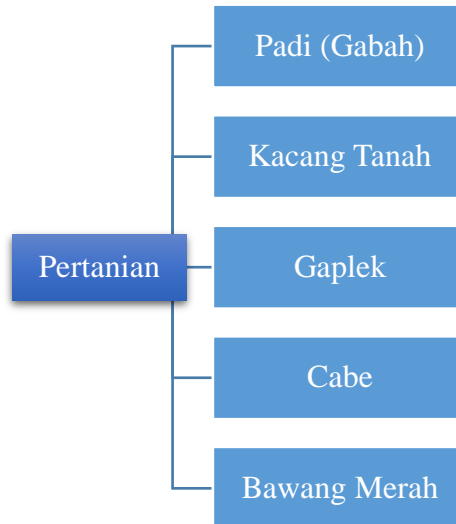 Padi (Gabah)
Kacang Tanah
Pertanian
Gaplek
Cabe
Bawang Merah